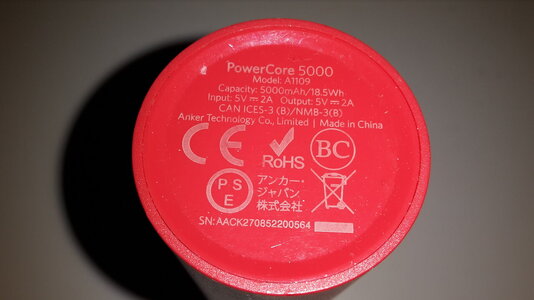 PowerCore 5000
Model: A1109
Capacity: 5000mAh/18.5Wh
Input: 5V ⎓ 2A Output: 5V ⎓ 2A
CAN ICES-3 (B)/NMB-3(B)
Anker Technology Co., Limited | Made in China
CE RoHS BC
PSE
アンカー・
ジャパン
株式会社
SN: AACK270852200564